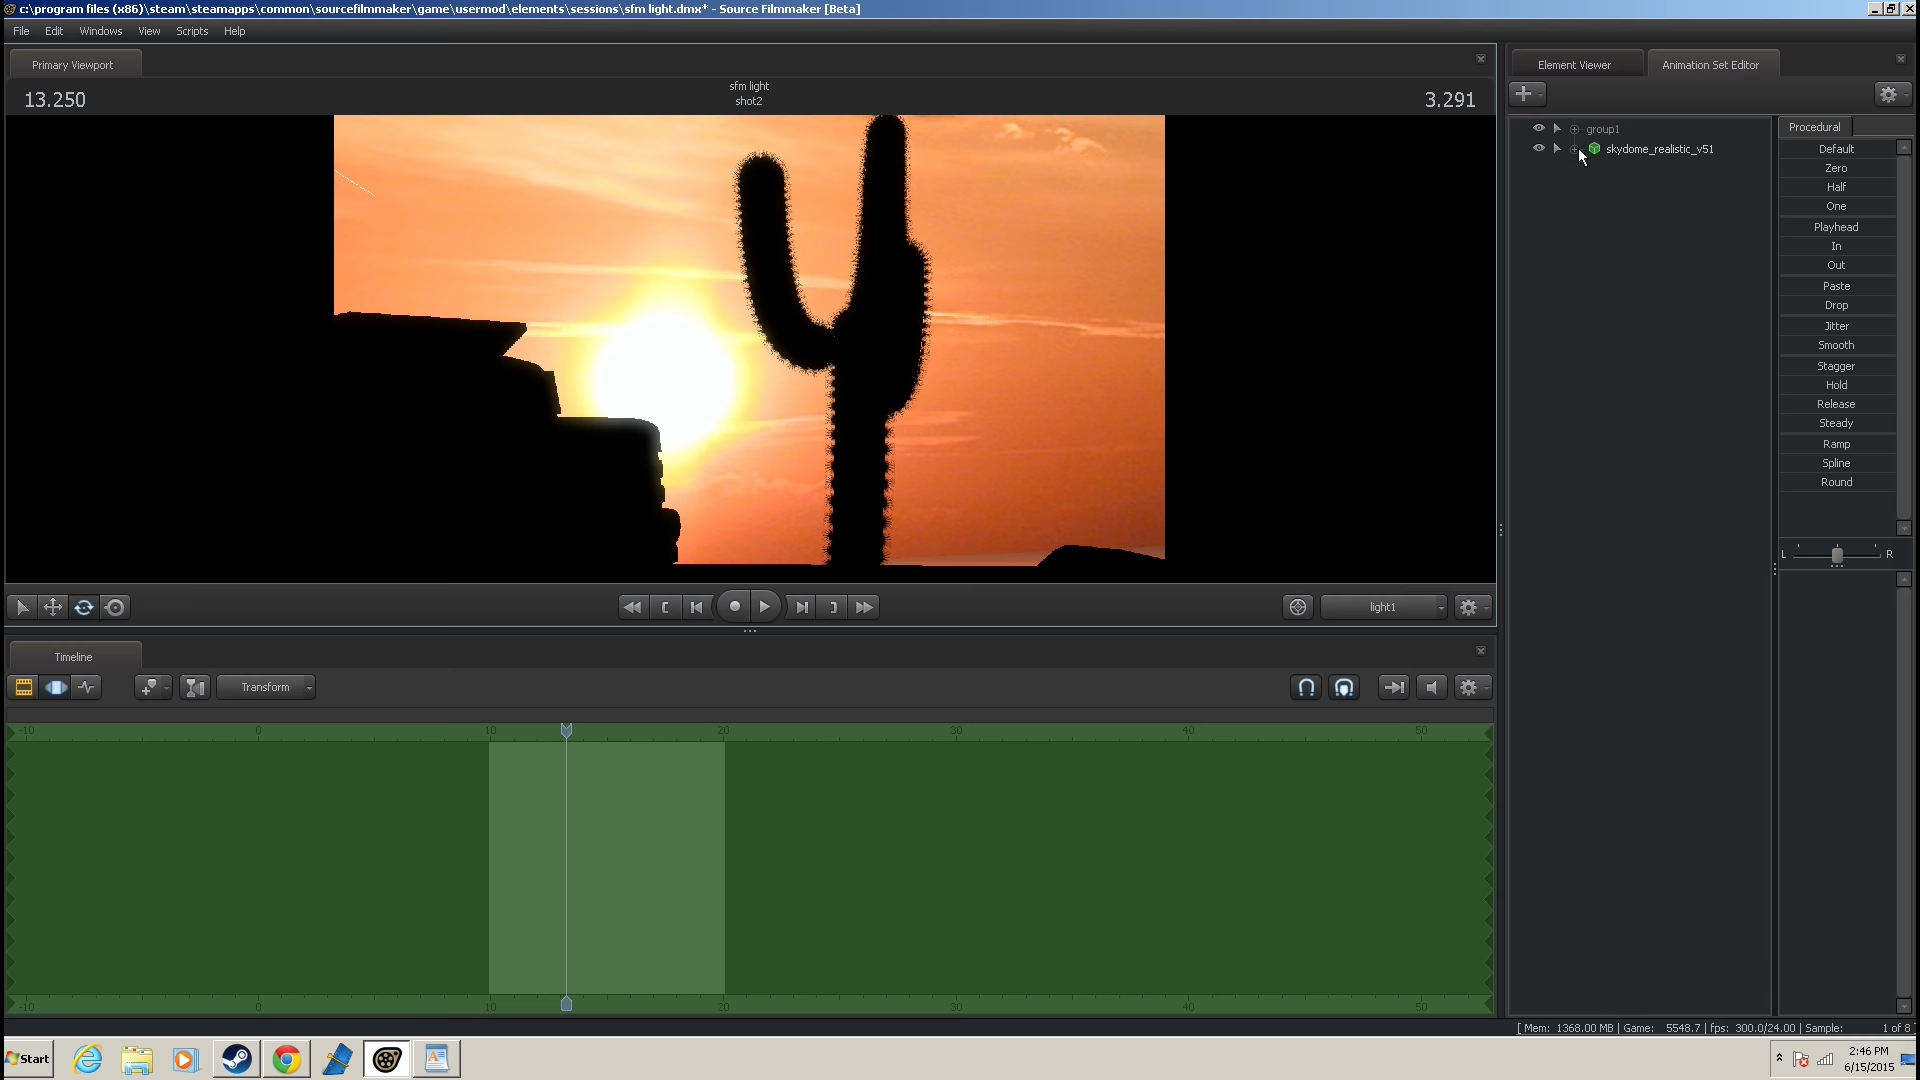 c:\program files (x86)\steam\steamapps\common\sourcefilmmaker\game\usermod\elements\sessions\sfm light.dmx* - Source Filmmaker [Beta]
File Edit Windows View Scripts Help
Primary Viewport
13.250
sfm light
shot2
3.291
light1
Timeline
Transform
-10 0 10 20 30 40 50
-10 0 10 20 30 40 50
Element Viewer
Animation Set Editor
group1
skydome_realistic_v51
Procedural
Default
Zero
Half
One
Playhead
In
Out
Paste
Drop
Jitter
Smooth
Stagger
Hold
Release
Steady
Ramp
Spline
Round
L R
[ Mem: 1368.00 MB | Game: 5548.7 | fps: 300.0/24.00 | Sample: 1 of 8 ]
Start
2:46 PM
6/15/2015